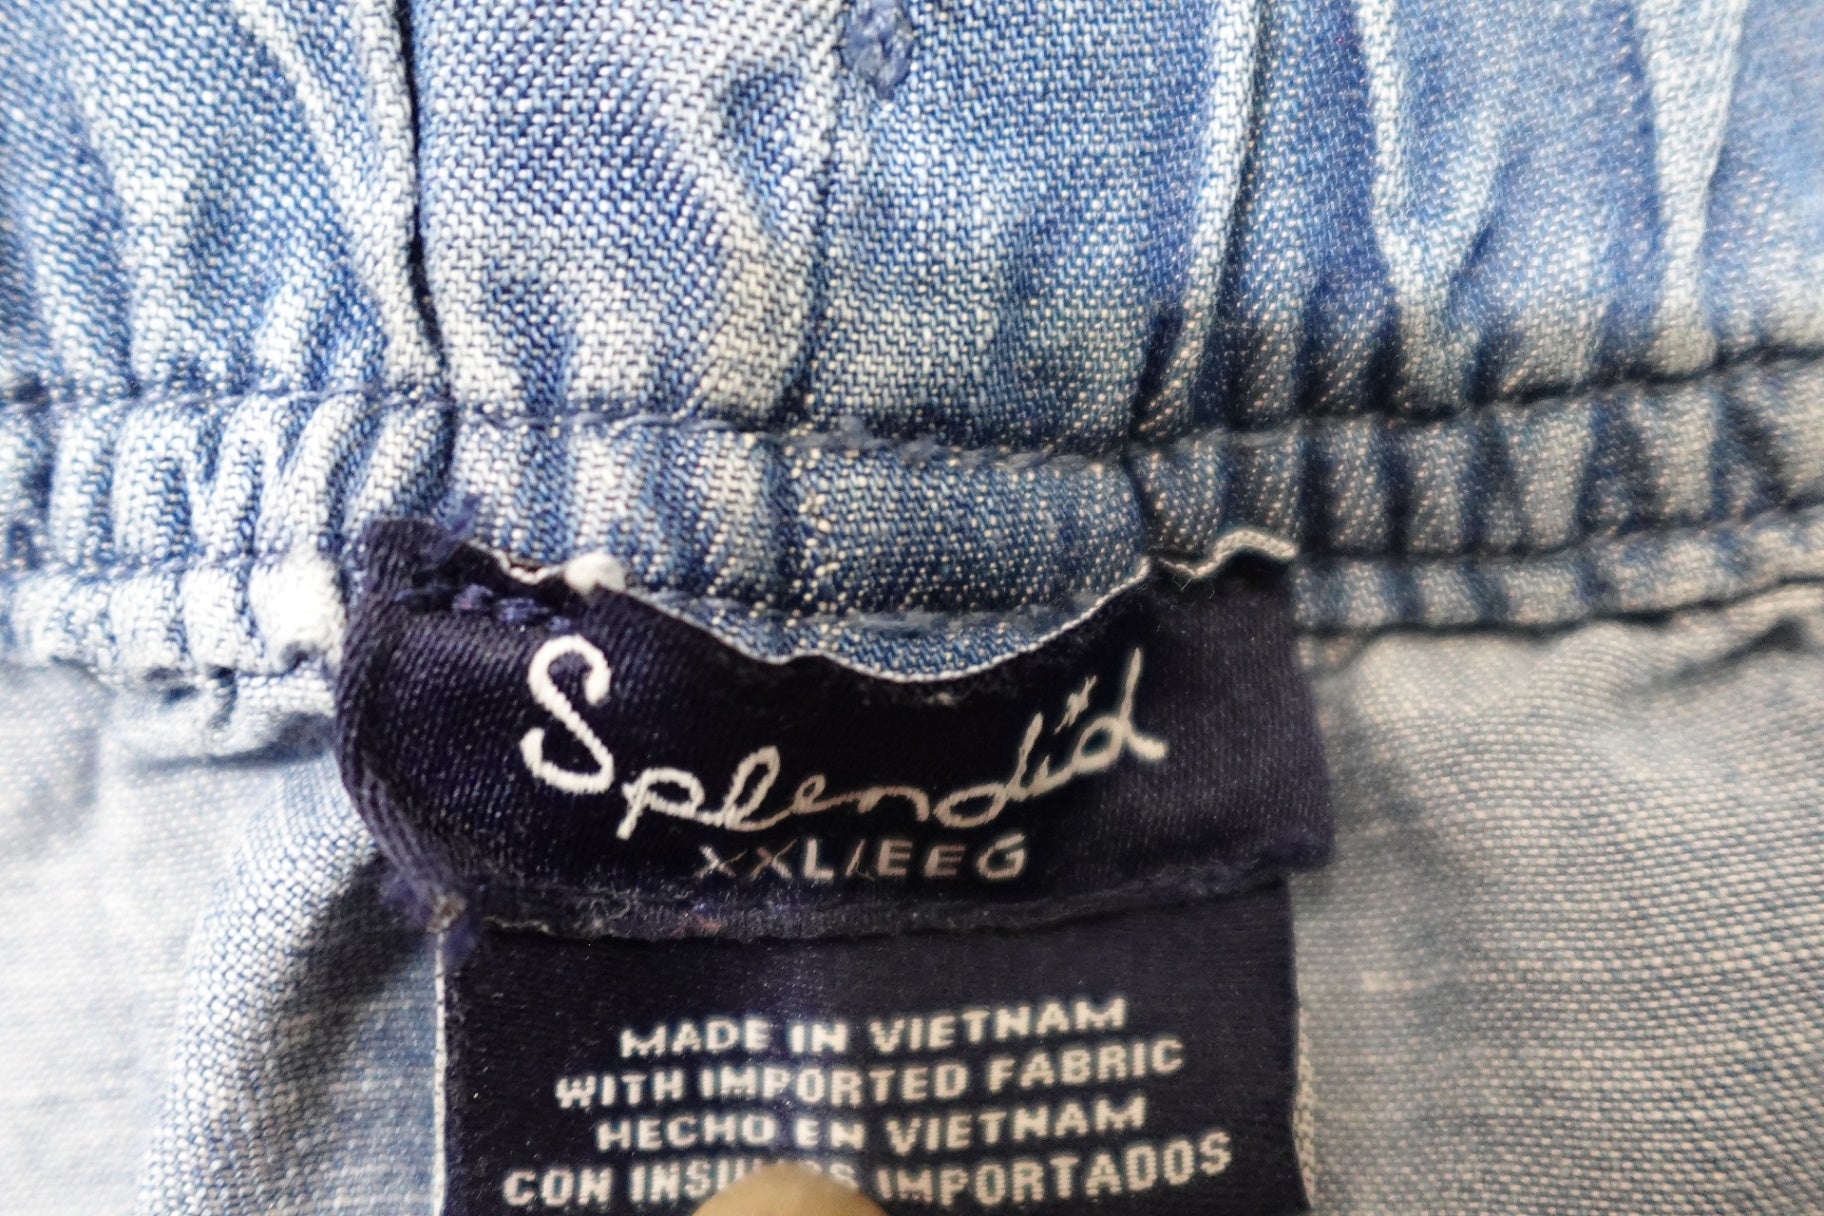 Splendid
XXL/EEG
MADE IN VIETNAM
WITH IMPORTED FABRIC
HECHO EN VIETNAM
CON IMPORTADOS